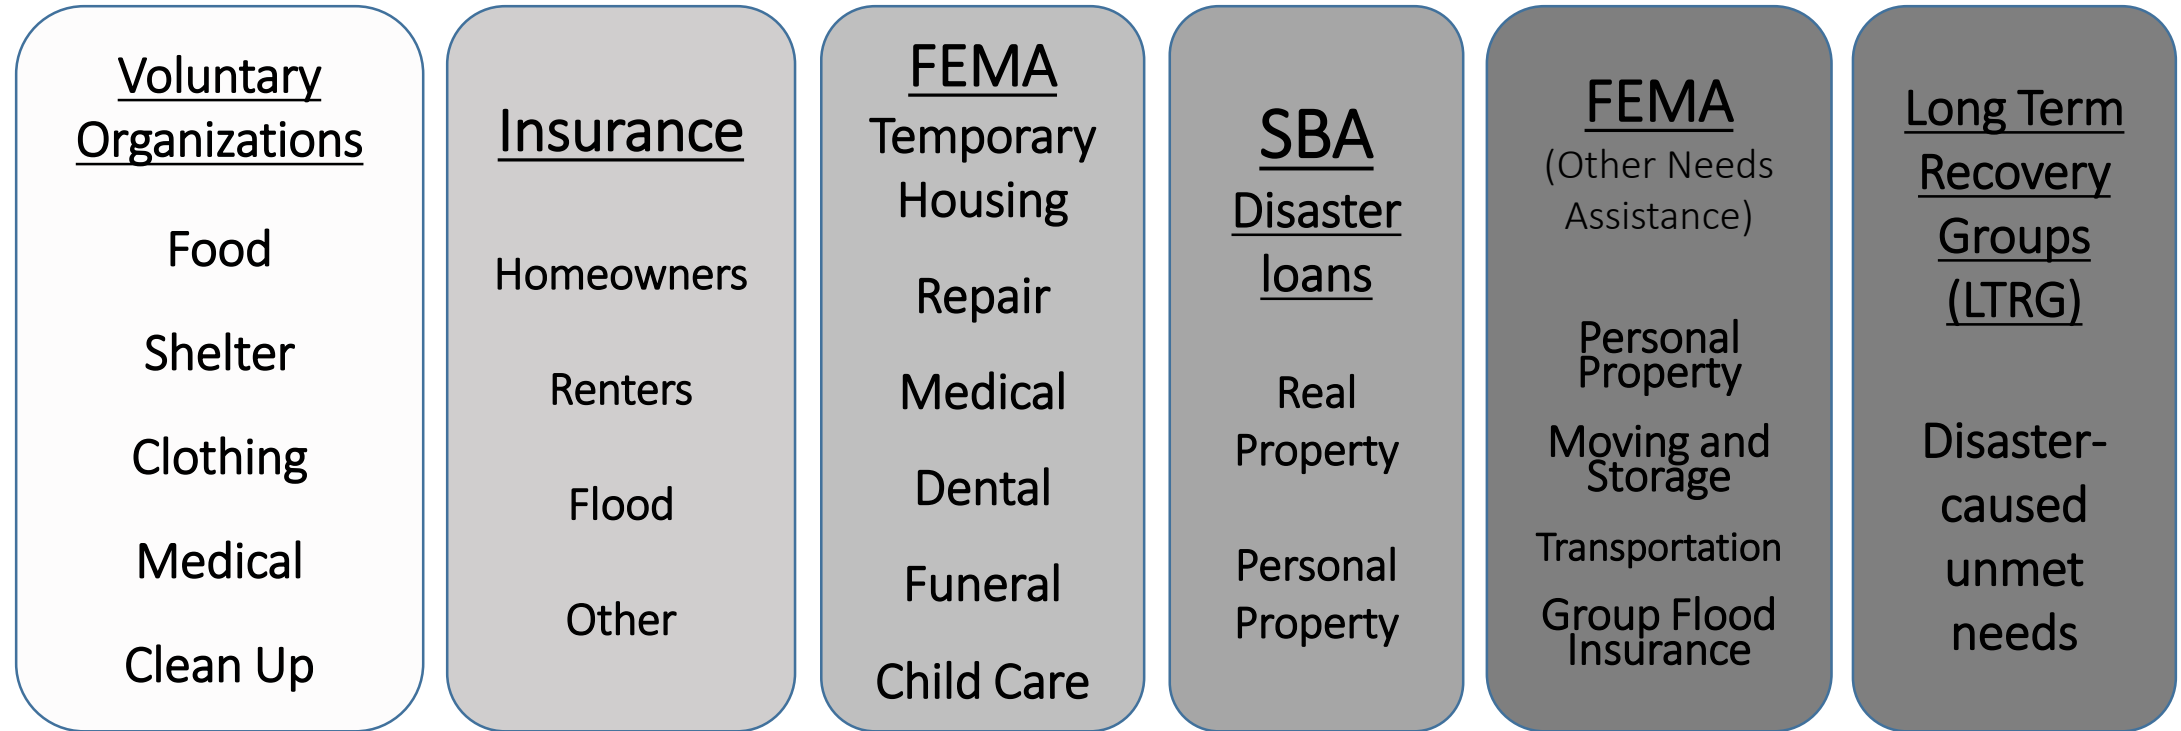 Voluntary
Organizations
Food
Shelter
Clothing
Medical
Clean Up
Insurance
Homeowners
Renters
Flood
Other
FEMA
Temporary
Housing
Repair
Medical
Dental
Funeral
Child Care
SBA
Disaster
loans
Real
Property
Personal
Property
FEMA
(Other Needs
Assistance)
Personal
Property
Moving and
Storage
Transportation
Group Flood
Insurance
Long Term
Recovery
Groups
(LTRG)
Disaster-
caused
unmet
needs